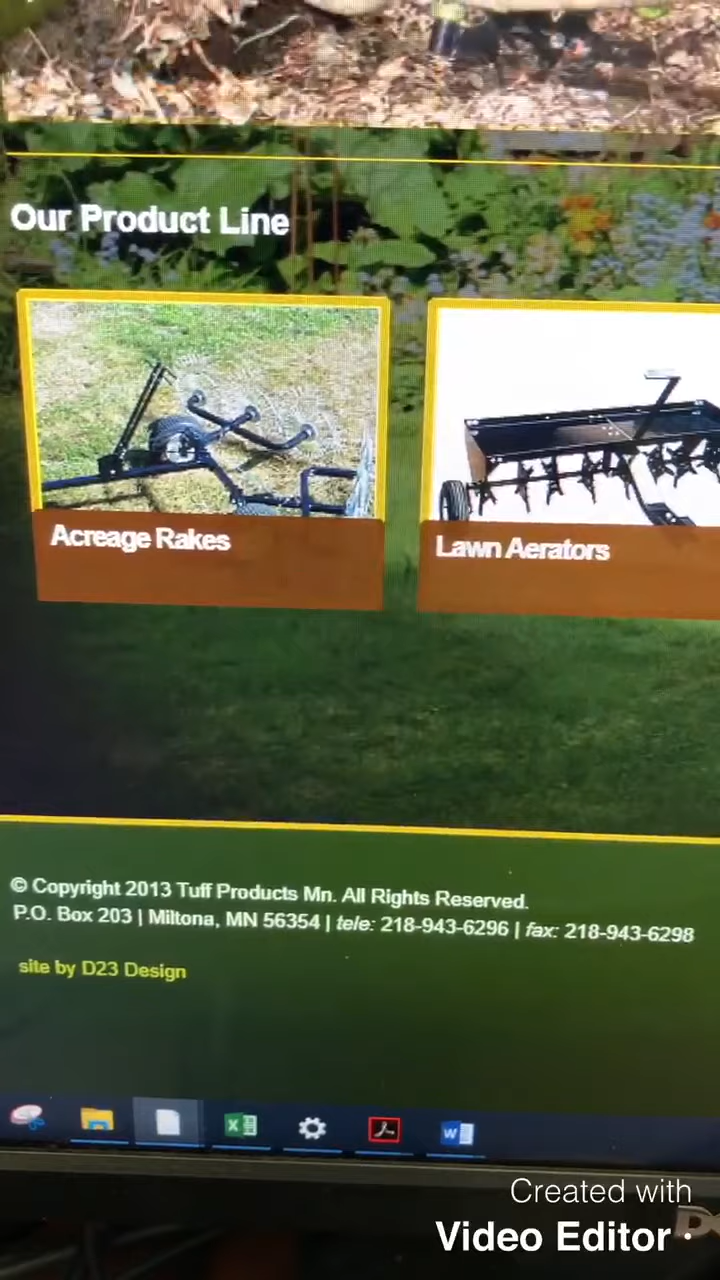 Our Product Line
Acreage Rakes
Lawn Aerators
© Copyright 2013 Tuff Products Mn. All Rights Reserved.
P.O. Box 203 | Miltona, MN 56354 | tele: 218-943-6296 | fax: 218-943-6298
site by D23 Design
Created with
Video Editor